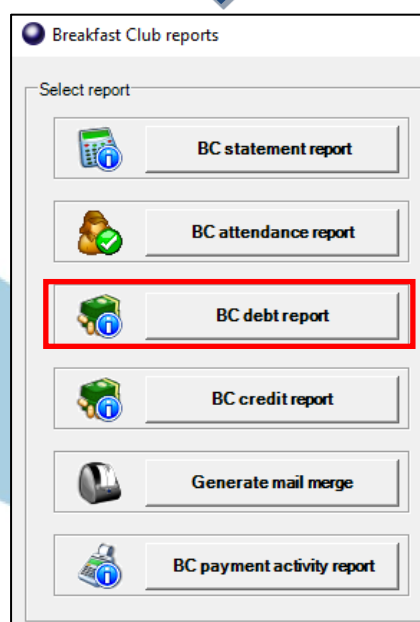 Breakfast Club reports
Select report
BC statement report
BC attendance report
BC debt report
BC credit report
Generate mail merge
BC payment activity report